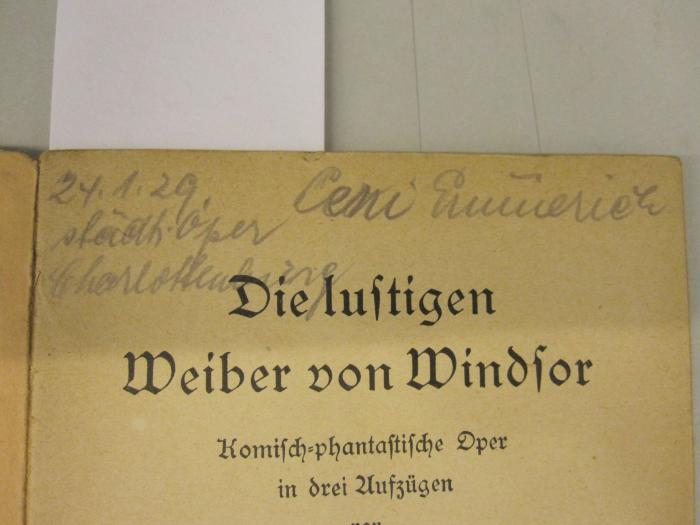 24.1.29. Ceni Emmerich
städt. Oper
Charlottenburg
Die luſtigen
Weiber von Windſor
Komiſch-phantaſtiſche Oper
in drei Aufzügen
von